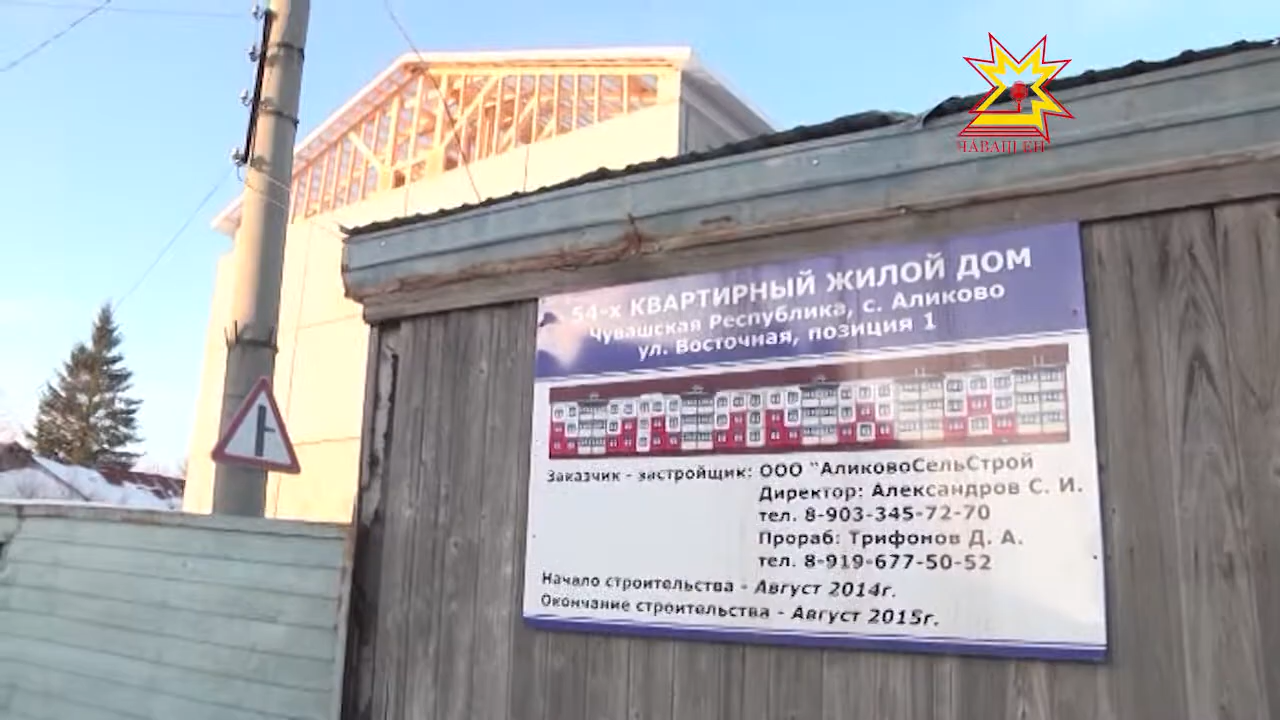 ЧӐВАШ ЕН
54-х КВАРТИРНЫЙ ЖИЛОЙ ДОМ
Чувашская Республика, с. Аликово
ул. Восточная, позиция 1
Заказчик - застройщик: ООО "АликовоСельСтрой
Директор: Александров С. И.
тел. 8-903-345-72-70
Прораб: Трифонов Д. А.
тел. 8-919-677-50-52
Начало строительства - Август 2014г.
Окончание строительства - Август 2015г.